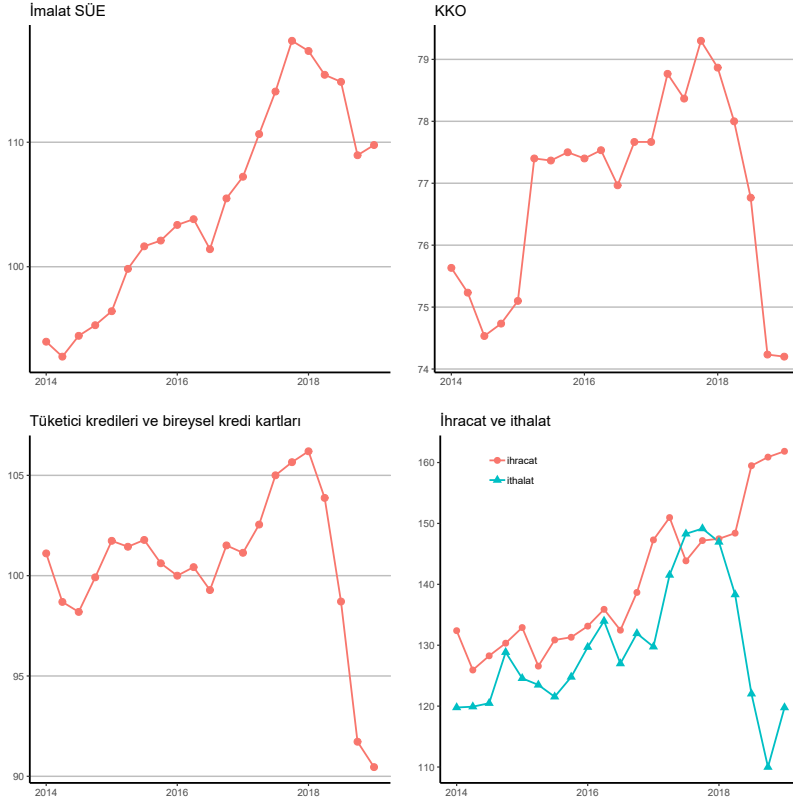 İmalat SÜE
110
100
2014 2016 2018
KKO
79
78
77
76
75
74
2014 2016 2018
Tüketici kredileri ve bireysel kredi kartları
105
100
95
90
2014 2016 2018
İhracat ve ithalat
ihracat
ithalat
160
150
140
130
120
110
2014 2016 2018